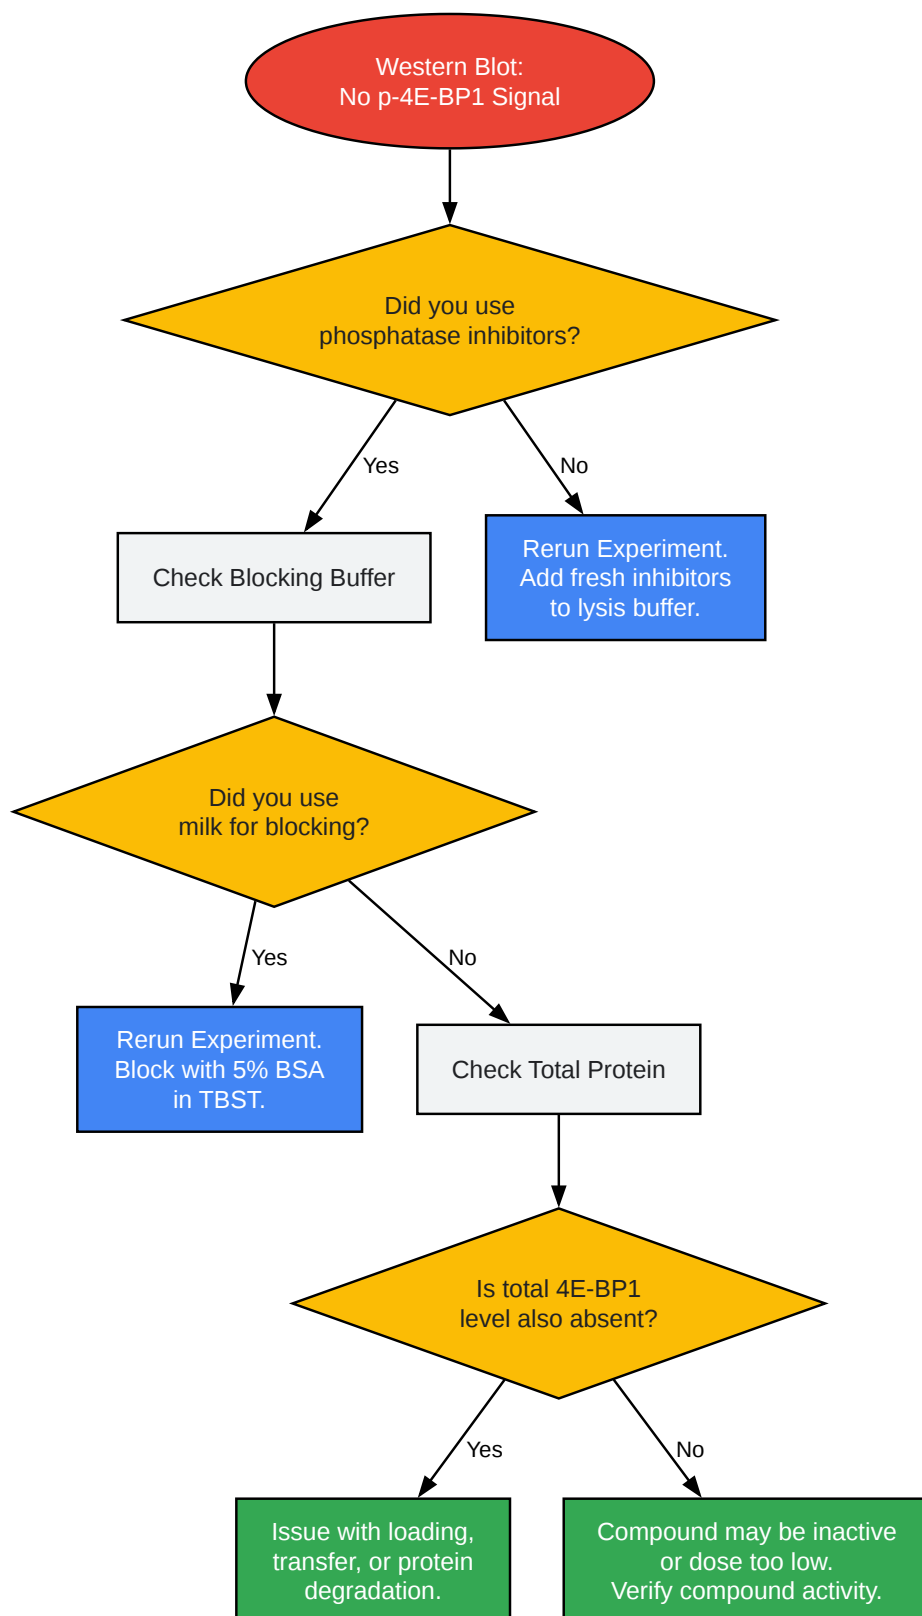 Western Blot:
No p-4E-BP1 Signal
Did you use
phosphatase inhibitors?
Yes
No
Check Blocking Buffer
Rerun Experiment.
Add fresh inhibitors
to lysis buffer.
Did you use
milk for blocking?
Yes
No
Rerun Experiment.
Block with 5% BSA
in TBST.
Check Total Protein
Is total 4E-BP1
level also absent?
Yes
No
Issue with loading,
transfer, or protein
degradation.
Compound may be inactive
or dose too low.
Verify compound activity.